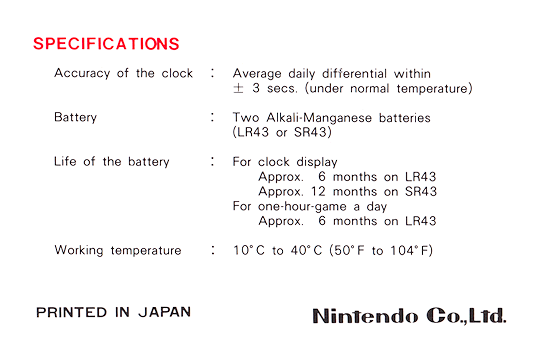 SPECIFICATIONS
Accuracy of the clock : Average daily differential within
± 3 secs. (under normal temperature)
Battery : Two Alkali-Manganese batteries
(LR43 or SR43)
Life of the battery : For clock display
Approx. 6 months on LR43
Approx. 12 months on SR43
For one-hour-game a day
Approx. 6 months on LR43
Working temperature : 10°C to 40°C (50°F to 104°F)
PRINTED IN JAPAN Nintendo Co.,Ltd.